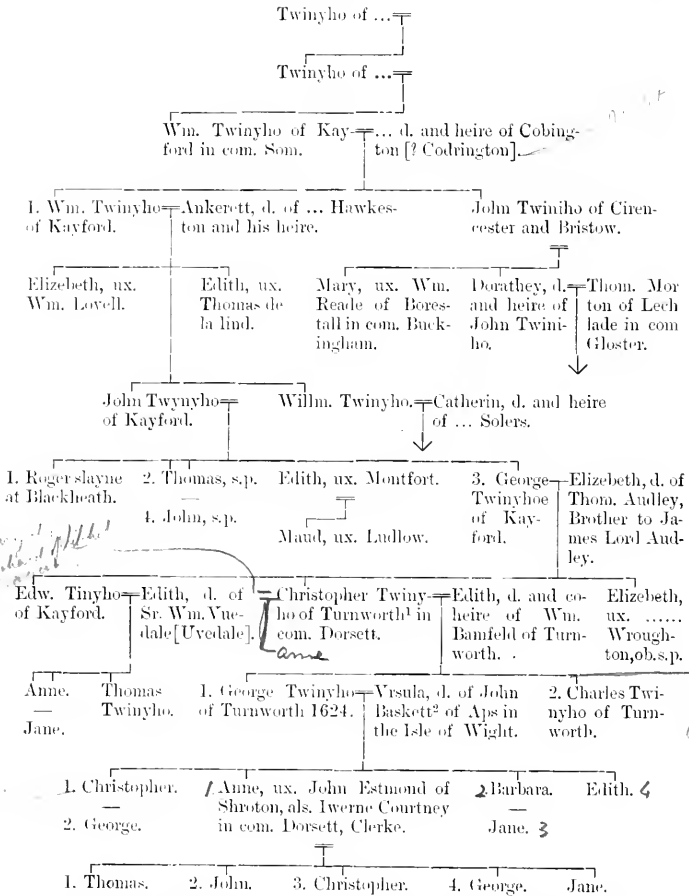 Twinyho of ...
Twinyho of ...
Wm. Twinyho of Kay-
ford in com. Som.
... d. and heire of Cobing-
ton [? Codrington].
1. Wm. Twinyho
of Kayford.
Ankerett, d. of ... Hawkes-
ton and his heire.
John Twiniho of Ciren-
cester and Bristow.
Elizebeth, ux.
Wm. Lovell.
Edith, ux.
Thomas de
la lind.
Mary, ux. Wm.
Reade of Bores-
tall in com. Buck-
ingham.
Dorathey, d.
and heire of
John Twini-
ho.
Thom. Mor
ton of Lech
lade in com
Gloster.
John Twynyho
of Kayford.
Willm. Twinyho.
Catherin, d. and heire
of ... Solers.
1. Roger slayne
at Blackheath.
2. Thomas, s.p.
—
4. John, s.p.
Edith, ux. Montfort.
Maud, ux. Ludlow.
3. George
Twinyhoe
of Kay-
ford.
Elizebeth, d. of
Thom. Audley,
Brother to Ja-
mes Lord Aud-
ley.
Edw. Tinyho
of Kayford.
Edith, d. of
Sr. Wm. Vue-
dale [Uvedale].
Christopher Twiny-
ho of Turnworth¹ in
com. Dorsett.
Anne
Edith, d. and co-
heire of Wm.
Bamfeld of Turn-
worth.
Elizebeth,
ux. ......
Wrough-
ton, ob. s.p.
Anne.
—
Jane.
Thomas
Twinyho.
1. George Twinyho
of Turnworth 1624.
Vrsula, d. of John
Baskett² of Aps in
the Isle of Wight.
2. Charles Twi-
nyho of Turn-
worth.
1. Christopher.
—
2. George.
1 Anne, ux. John Estmond of
Shroton, als. Iwerne Courtney
in com. Dorsett, Clerke.
2 Barbara.
—
Jane. 3
Edith. 4
1. Thomas. 2. John. 3. Christopher. 4. George. Jane.